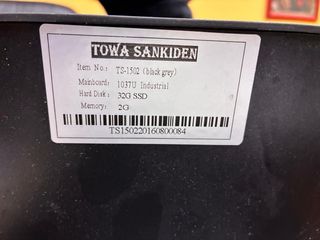 TOWA SANKIDEN
Item No.: TS-1502 (black grey)
Mainboard: 1037U Industrial
Hard Disk: 32G SSD
Memory: 2G
TS150220160800084